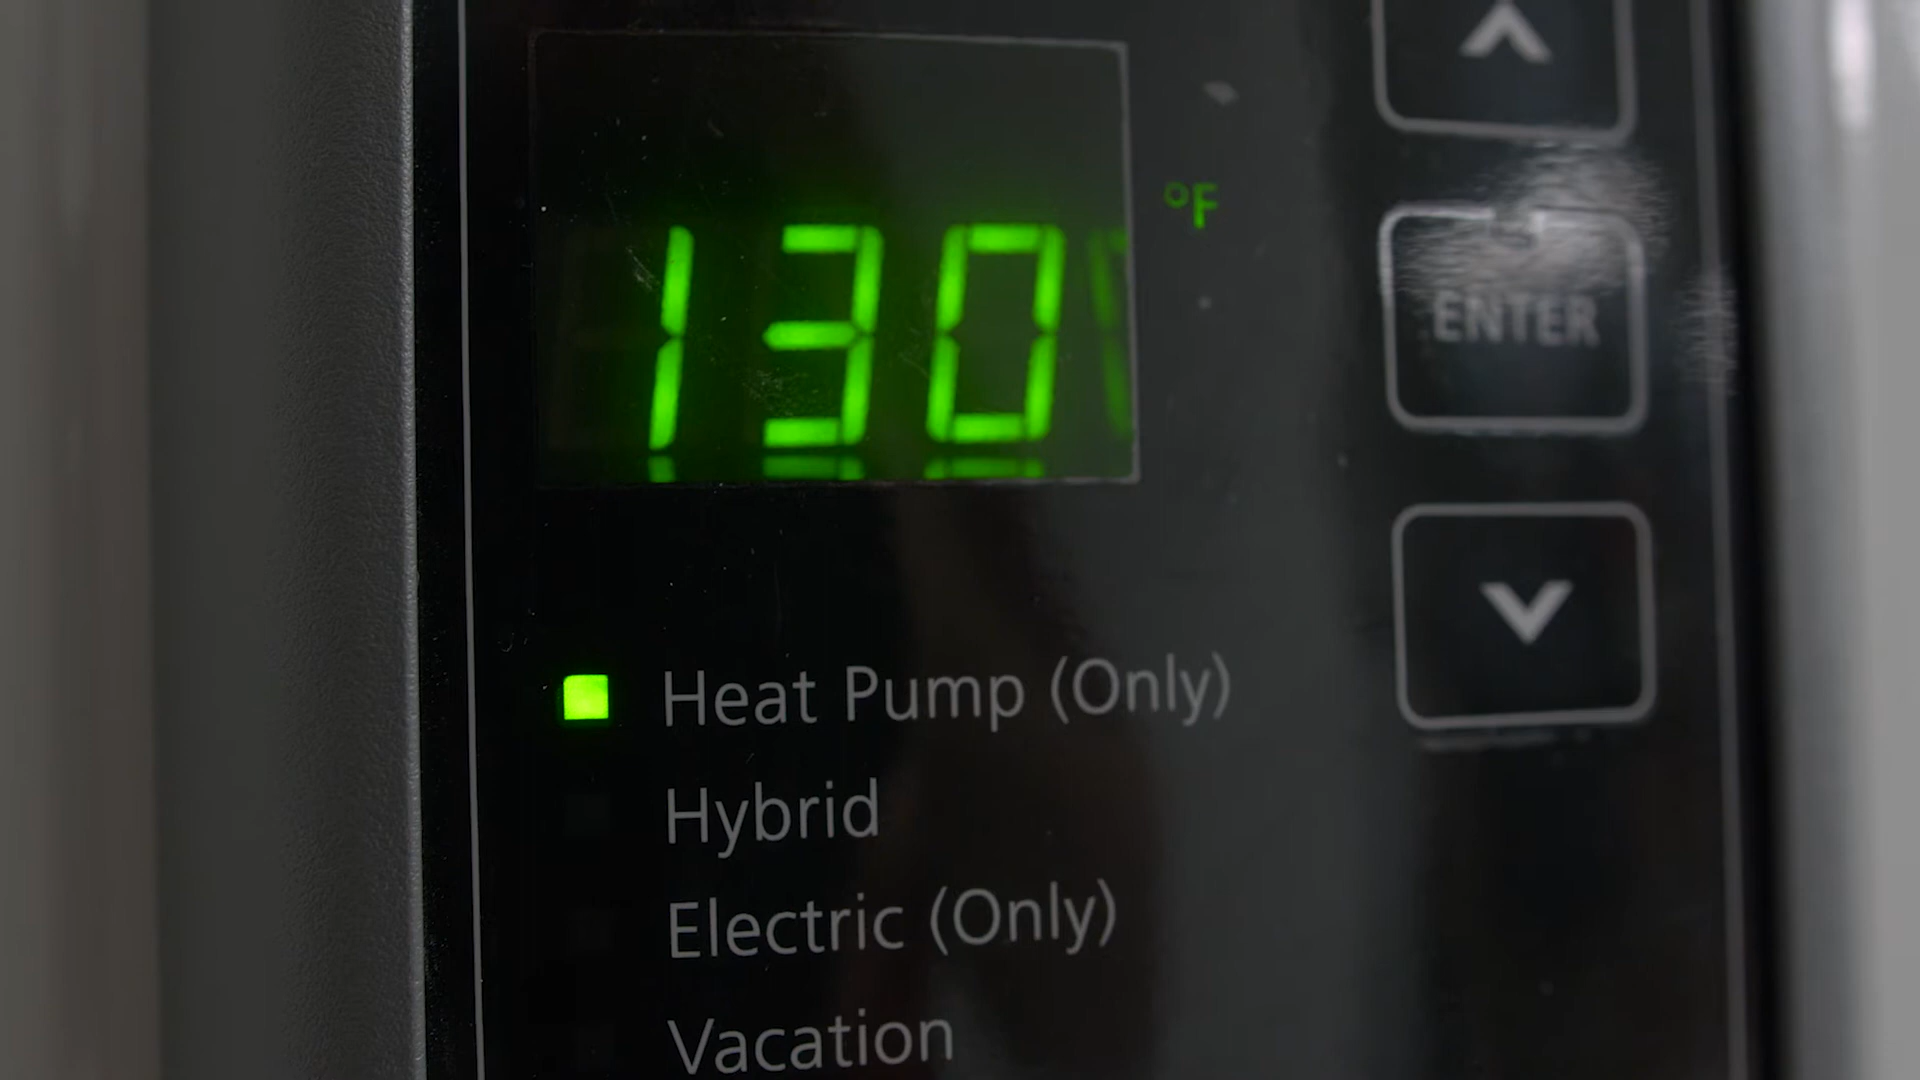 130 °F
ENTER
Heat Pump (Only)
Hybrid
Electric (Only)
Vacation